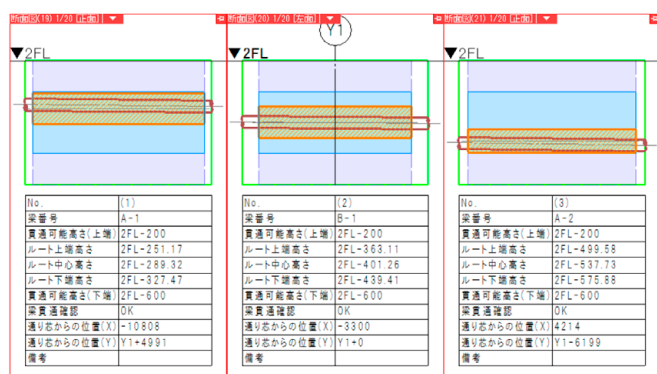 断面図(19) 1/20 [正面]
▼2FL
No. (1)
梁番号 A-1
貫通可能高さ(上端) 2FL-200
ルート上端高さ 2FL-251.17
ルート中心高さ 2FL-289.32
ルート下端高さ 2FL-327.47
貫通可能高さ(下端) 2FL-600
梁貫通確認 OK
通り芯からの位置(X) -10808
通り芯からの位置(Y) Y1+4991
備考
断面図(20) 1/20 [左面]
Y1
▼2FL
No. (2)
梁番号 B-1
貫通可能高さ(上端) 2FL-200
ルート上端高さ 2FL-363.11
ルート中心高さ 2FL-401.26
ルート下端高さ 2FL-439.41
貫通可能高さ(下端) 2FL-600
梁貫通確認 OK
通り芯からの位置(X) -3300
通り芯からの位置(Y) Y1+0
備考
断面図(21) 1/20 [正面]
▼2FL
No. (3)
梁番号 A-2
貫通可能高さ(上端) 2FL-200
ルート上端高さ 2FL-499.58
ルート中心高さ 2FL-537.73
ルート下端高さ 2FL-575.88
貫通可能高さ(下端) 2FL-600
梁貫通確認 OK
通り芯からの位置(X) 4214
通り芯からの位置(Y) Y1-6199
備考